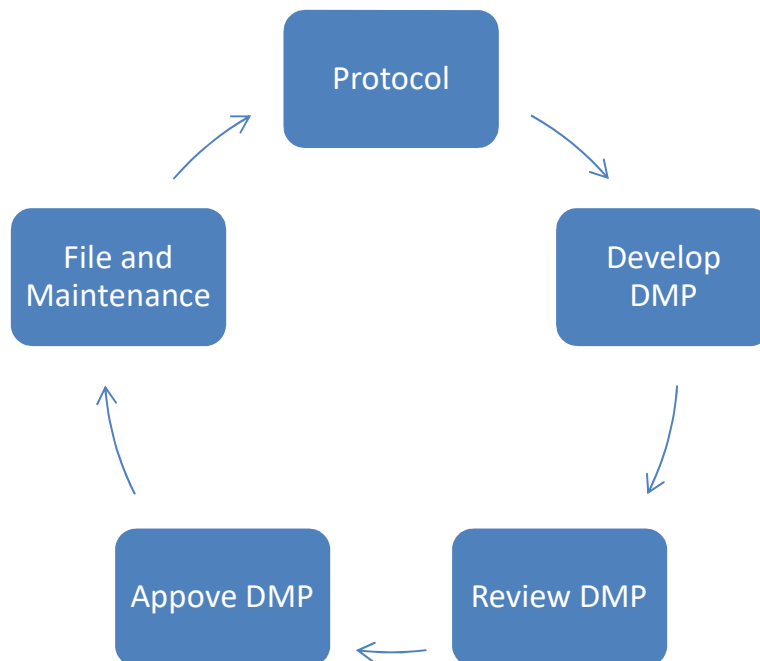 Protocol
Develop
DMP
Review DMP
Appove DMP
File and
Maintenance